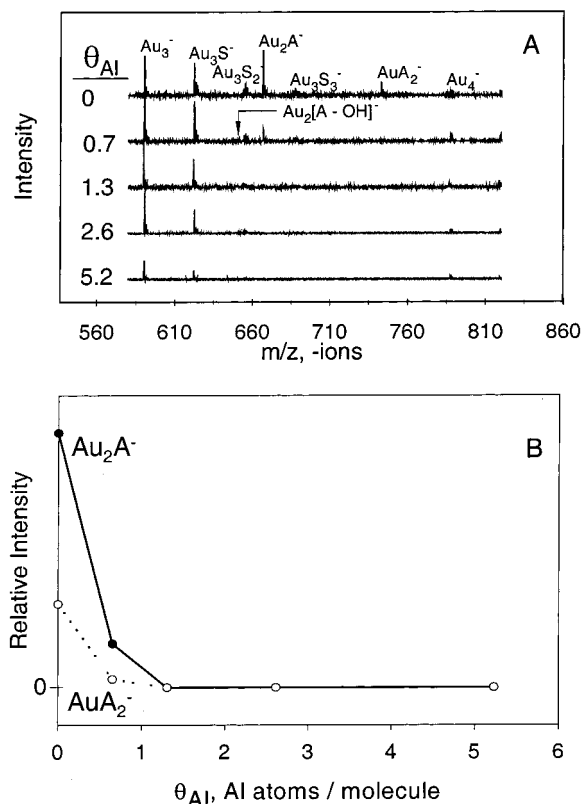 A
θAl
Au3- Au3S- Au3S2 Au2A- Au3S3- AuA2- Au4-
0
Au2[A - OH]-
0.7
1.3
2.6
5.2
Intensity
560 610 660 710 760 820 860
m/z, -ions
B
Au2A-
AuA2-
Relative Intensity
0
0 1 2 3 4 5 6
θAl, Al atoms / molecule